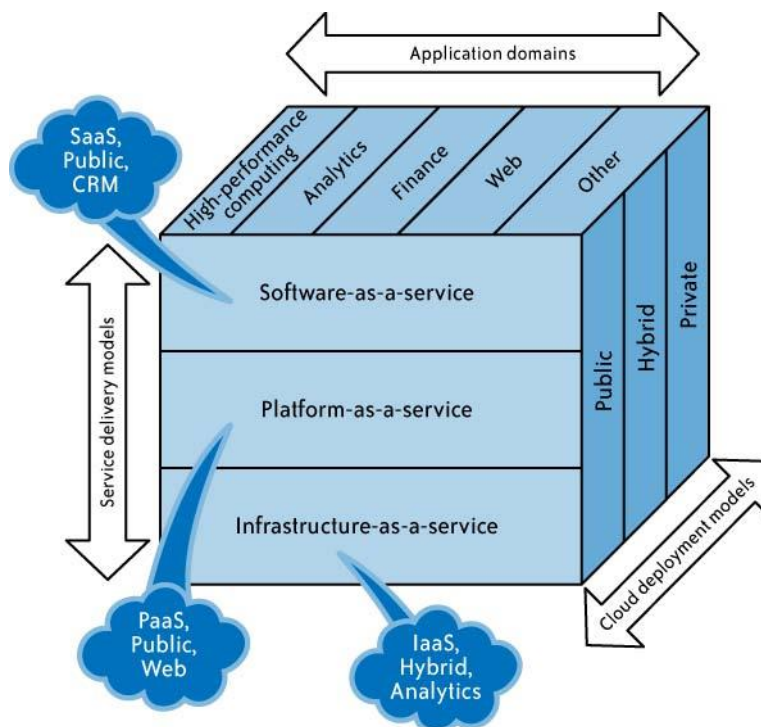 Application domains
SaaS,
Public,
CRM
High-performance
computing
Analytics
Finance
Web
Other
Service delivery models
Software-as-a-service
Platform-as-a-service
Infrastructure-as-a-service
Public
Hybrid
Private
Cloud deployment models
PaaS,
Public,
Web
IaaS,
Hybrid,
Analytics